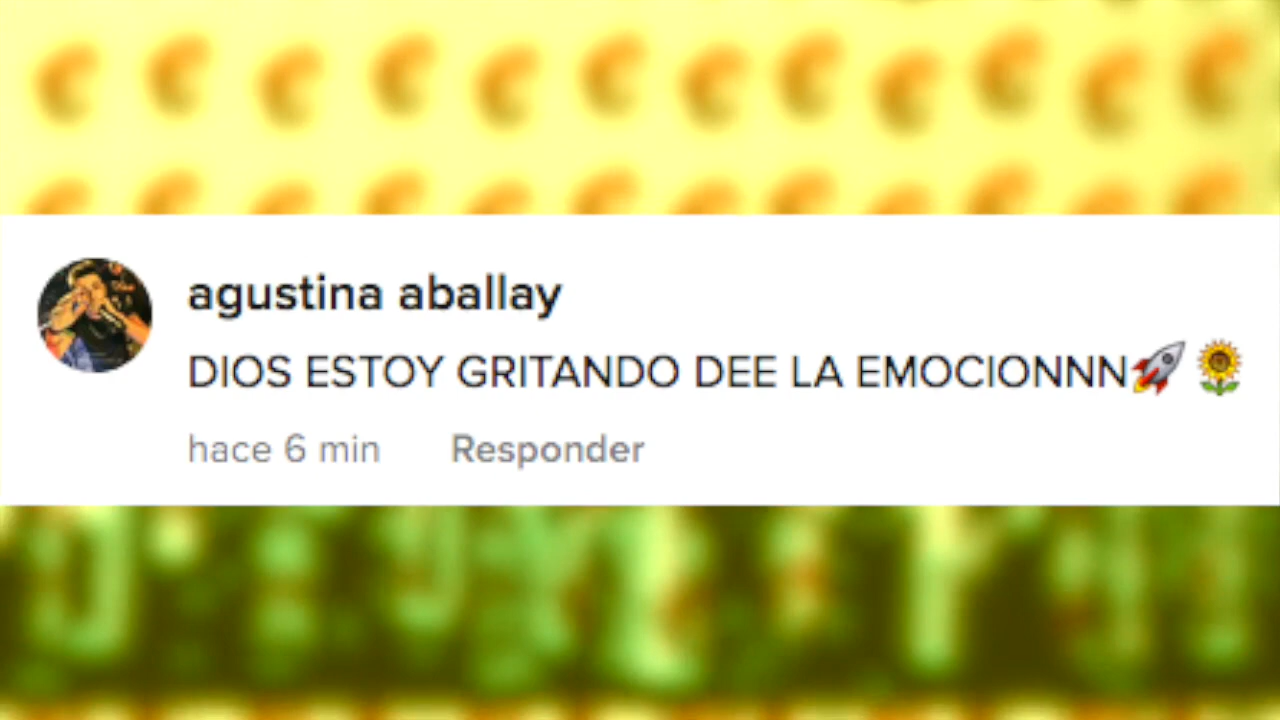 agustina aballay
DIOS ESTOY GRITANDO DEE LA EMOCIONNN🚀🌻
hace 6 min Responder